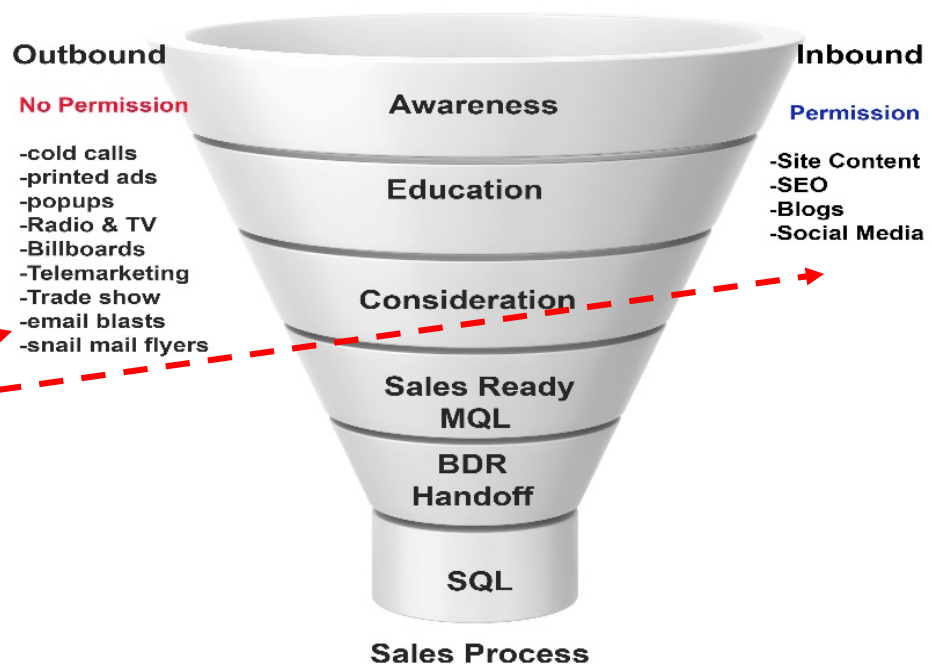 Outbound
No Permission
-cold calls
-printed ads
-popups
-Radio & TV
-Billboards
-Telemarketing
-Trade show
-email blasts
-snail mail flyers
Awareness
Education
Consideration
Sales Ready
MQL
BDR
Handoff
SQL
Sales Process
Inbound
Permission
-Site Content
-SEO
-Blogs
-Social Media